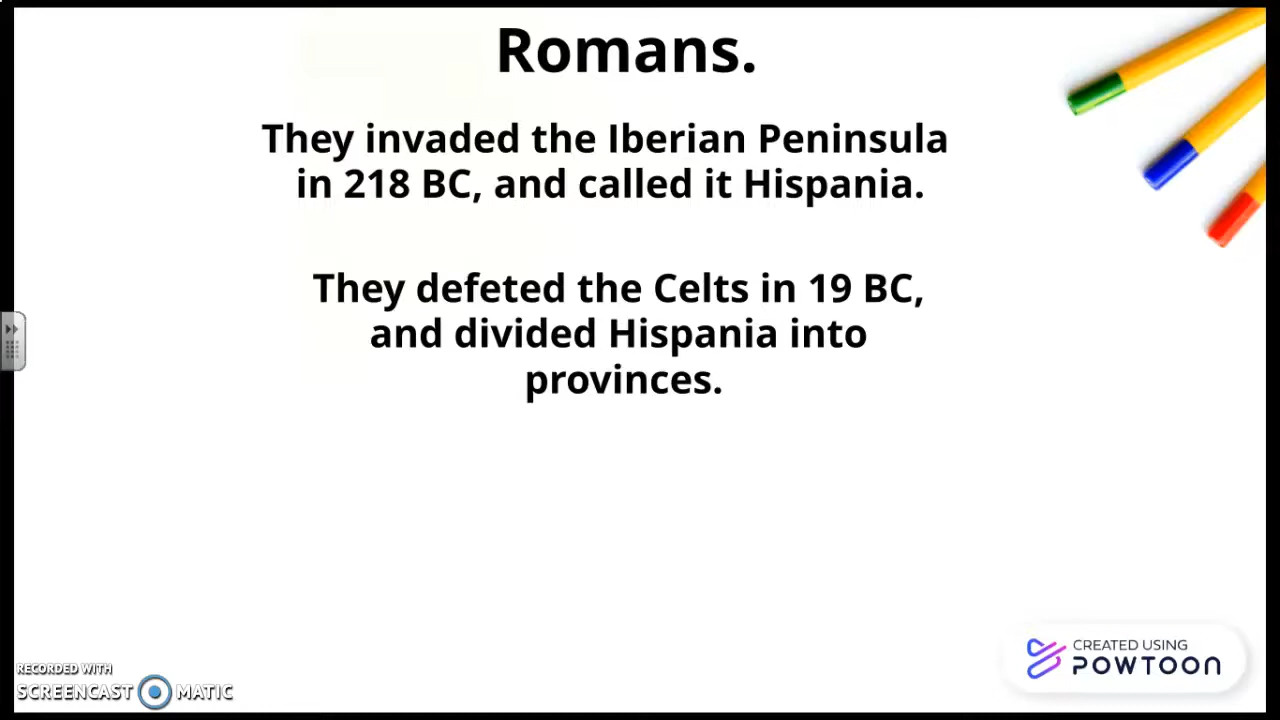 Romans.
They invaded the Iberian Peninsula
in 218 BC, and called it Hispania.
They defeted the Celts in 19 BC,
and divided Hispania into
provinces.
CREATED USING
POWTOON
RECORDED WITH
SCREENCAST MATIC